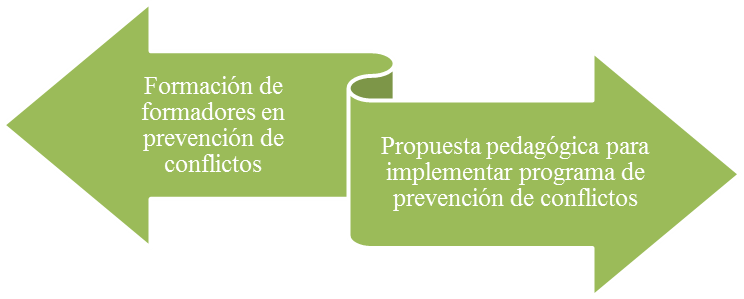 Formación de
formadores en
prevención de
conflictos
Propuesta pedagógica para
implementar programa de
prevención de conflictos